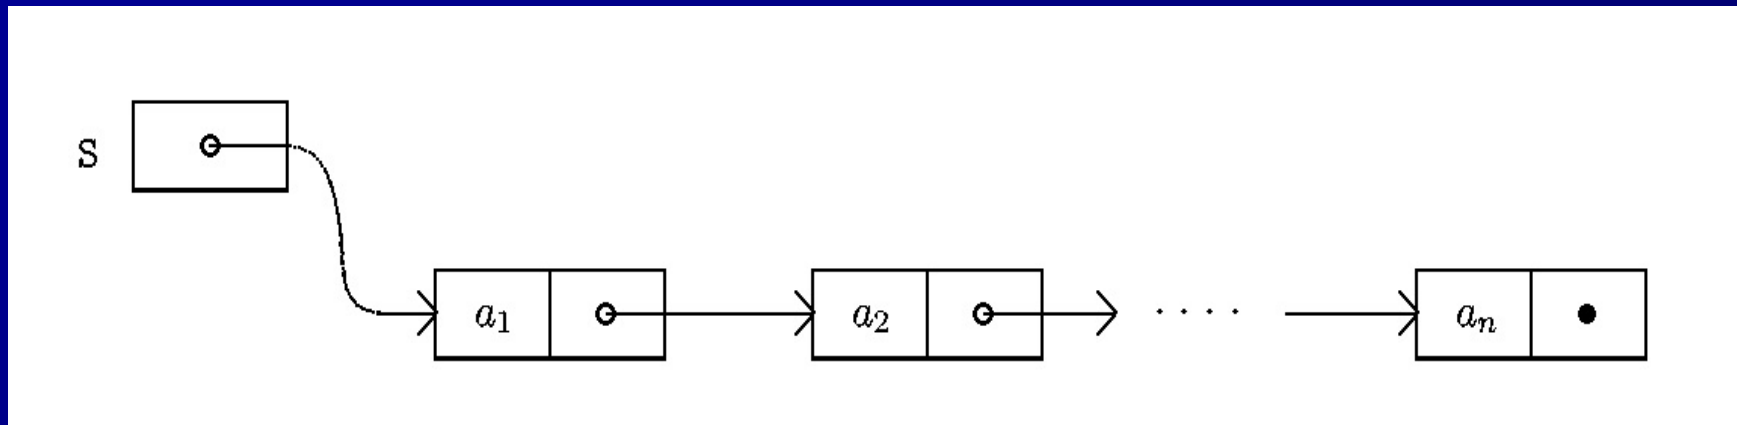 S
a₁ a₂ · · · · aₙ